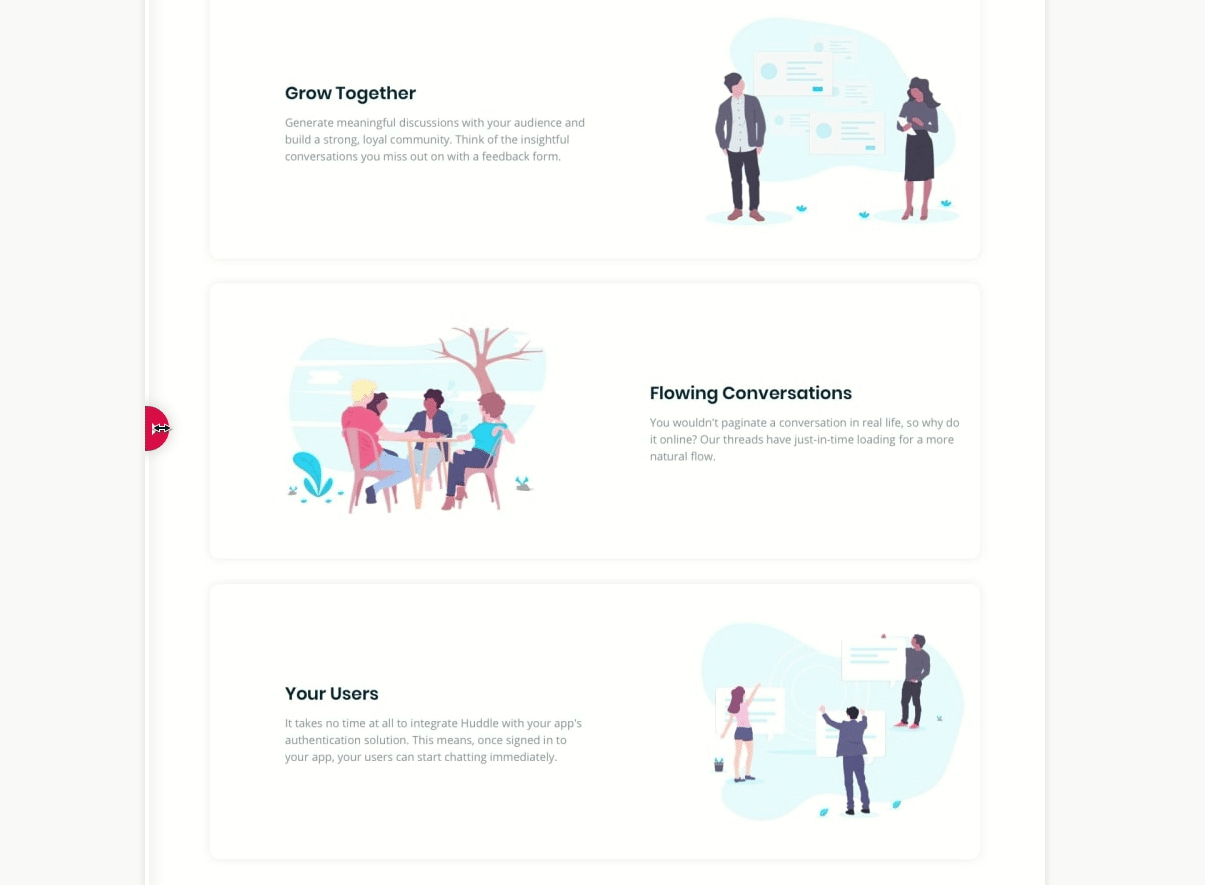 Grow Together
Generate meaningful discussions with your audience and
build a strong, loyal community. Think of the insightful
conversations you miss out on with a feedback form.
Flowing Conversations
You wouldn't paginate a conversation in real life, so why do
it online? Our threads have just-in-time loading for a more
natural flow.
Your Users
It takes no time at all to integrate Huddle with your app's
authentication solution. This means, once signed in to
your app, your users can start chatting immediately.